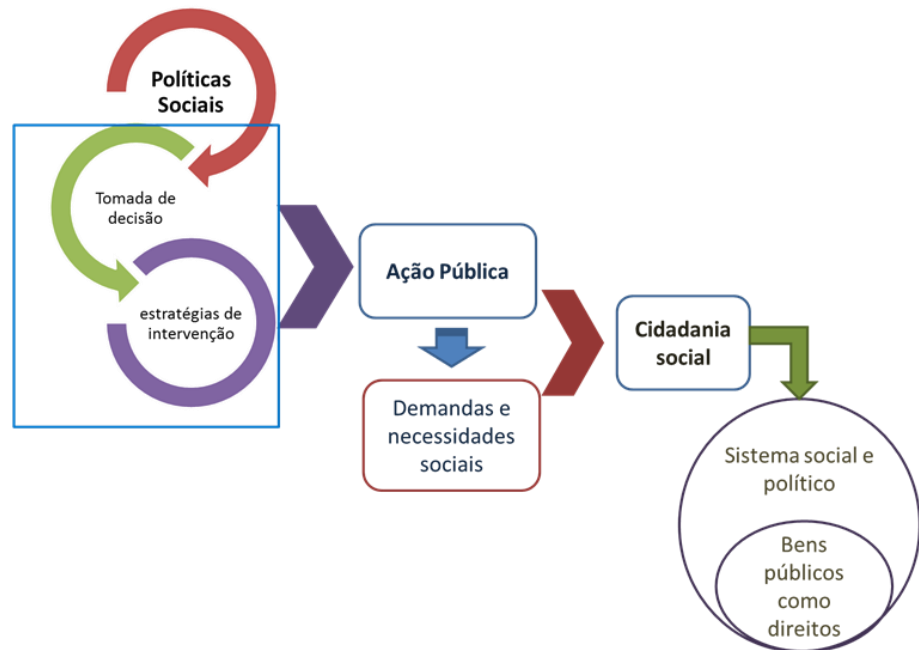 Políticas
Sociais
Tomada de
decisão
estratégias de
intervenção
Ação Pública
Demandas e
necessidades
sociais
Cidadania
social
Sistema social e
político
Bens
públicos
como
direitos